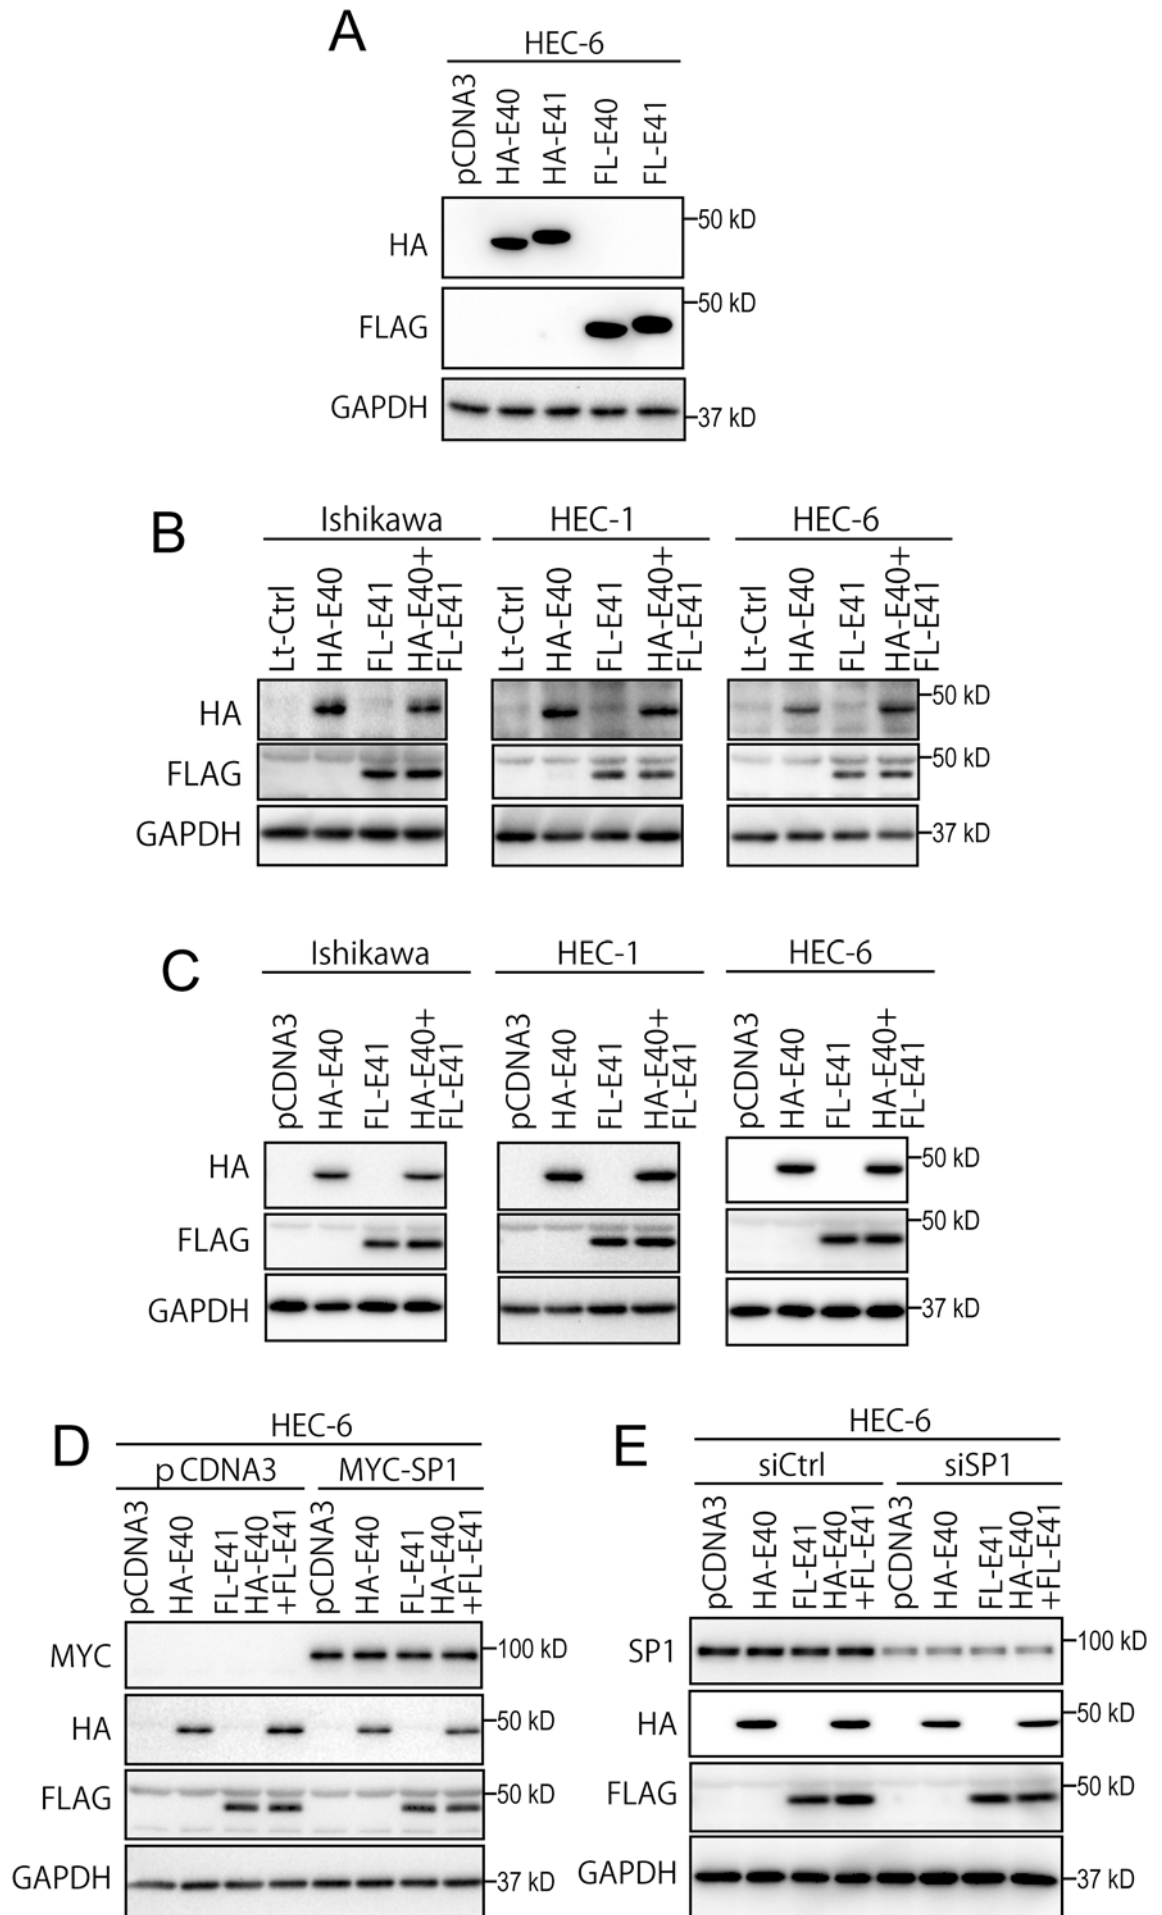 A
HEC-6
pCDNA3
HA-E40
HA-E41
FL-E40
FL-E41
HA
50 kD
FLAG
50 kD
GAPDH
37 kD
B
Ishikawa
HEC-1
HEC-6
Lt-Ctrl
HA-E40
FL-E41
HA-E40+
FL-E41
Lt-Ctrl
HA-E40
FL-E41
HA-E40+
FL-E41
Lt-Ctrl
HA-E40
FL-E41
HA-E40+
FL-E41
HA
50 kD
FLAG
50 kD
GAPDH
37 kD
C
Ishikawa
HEC-1
HEC-6
pCDNA3
HA-E40
FL-E41
HA-E40+
FL-E41
pCDNA3
HA-E40
FL-E41
HA-E40+
FL-E41
pCDNA3
HA-E40
FL-E41
HA-E40+
FL-E41
HA
50 kD
FLAG
50 kD
GAPDH
37 kD
D
HEC-6
pCDNA3
MYC-SP1
pCDNA3
HA-E40
FL-E41
HA-E40
+FL-E41
pCDNA3
HA-E40
FL-E41
HA-E40
+FL-E41
MYC
100 kD
HA
50 kD
FLAG
50 kD
GAPDH
37 kD
E
HEC-6
siCtrl
siSP1
pCDNA3
HA-E40
FL-E41
HA-E40
+FL-E41
pCDNA3
HA-E40
FL-E41
HA-E40
+FL-E41
SP1
100 kD
HA
50 kD
FLAG
50 kD
GAPDH
37 kD